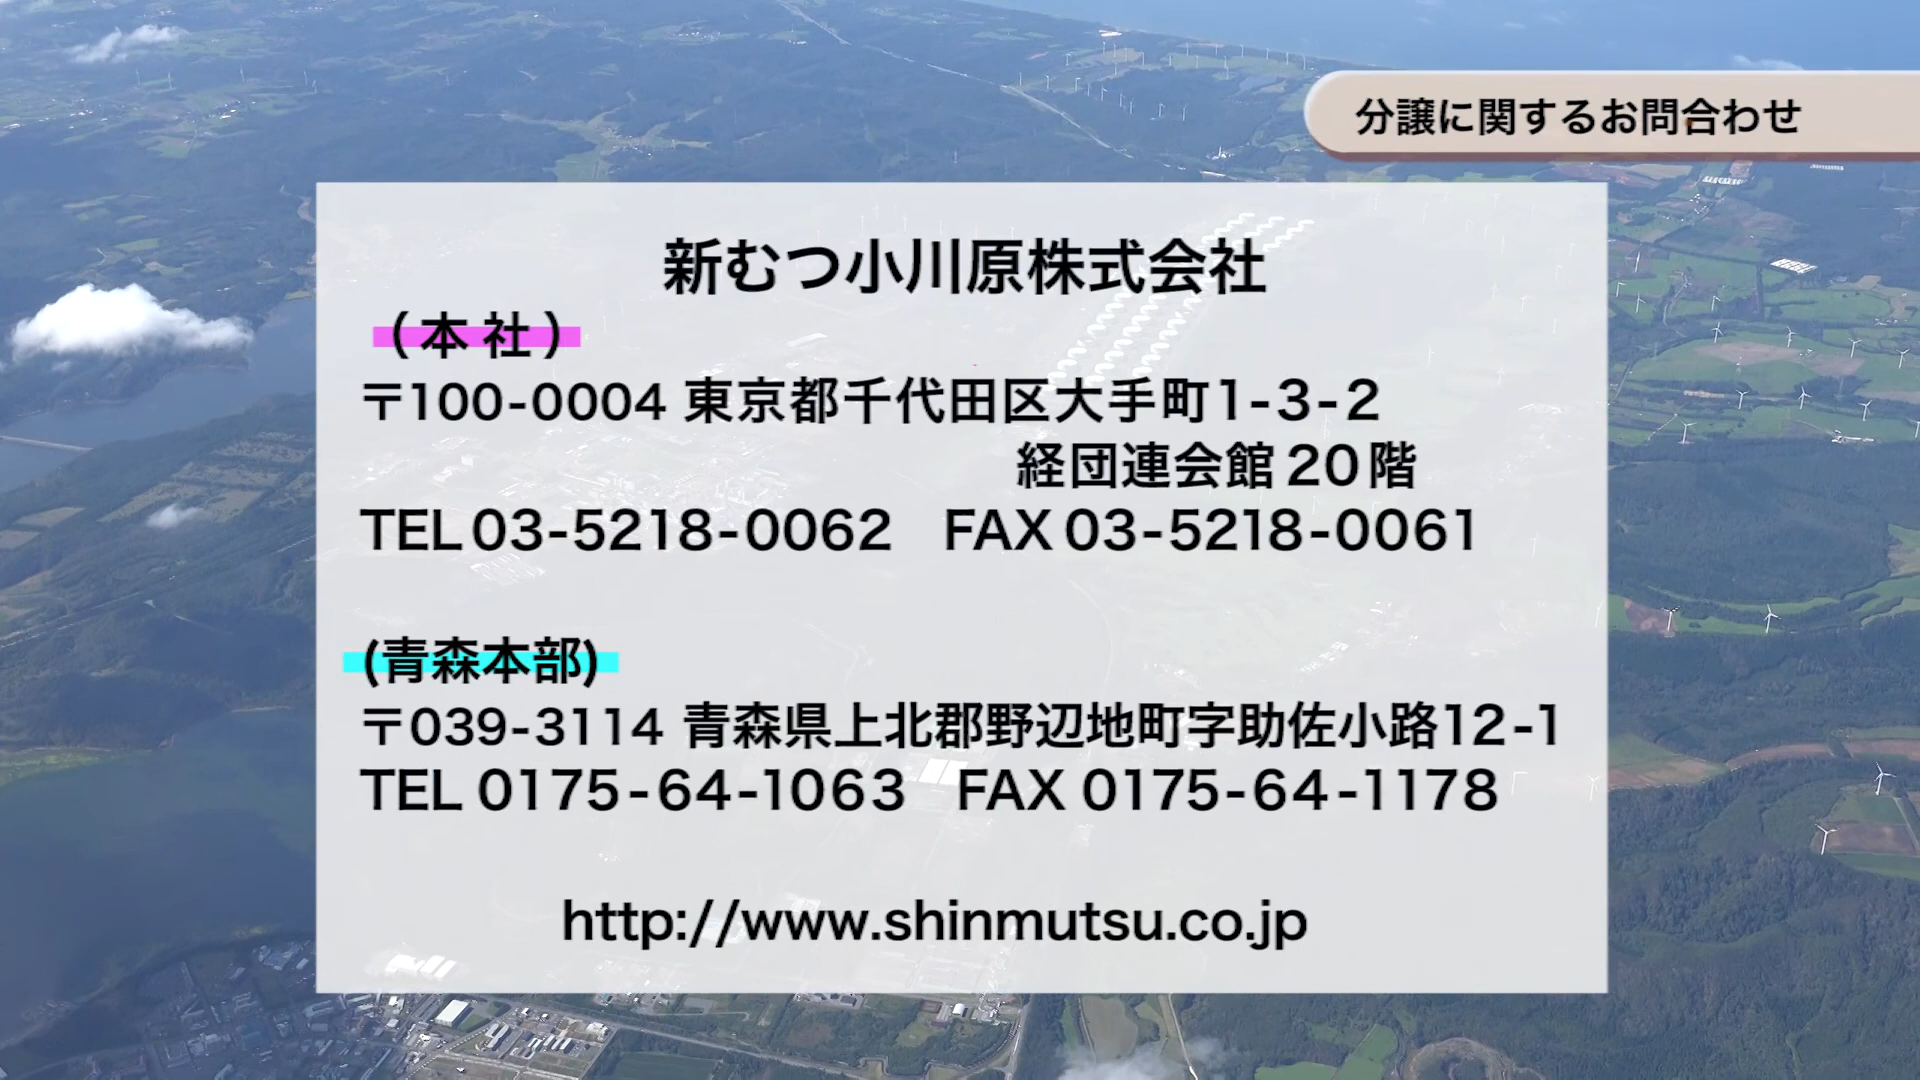 分譲に関するお問合わせ
新むつ小川原株式会社
（本社）
〒100-0004 東京都千代田区大手町1-3-2
経団連会館20階
TEL03-5218-0062　FAX03-5218-0061
(青森本部)
〒039-3114 青森県上北郡野辺地町字助佐小路12-1
TEL 0175-64-1063　FAX 0175-64-1178
http://www.shinmutsu.co.jp